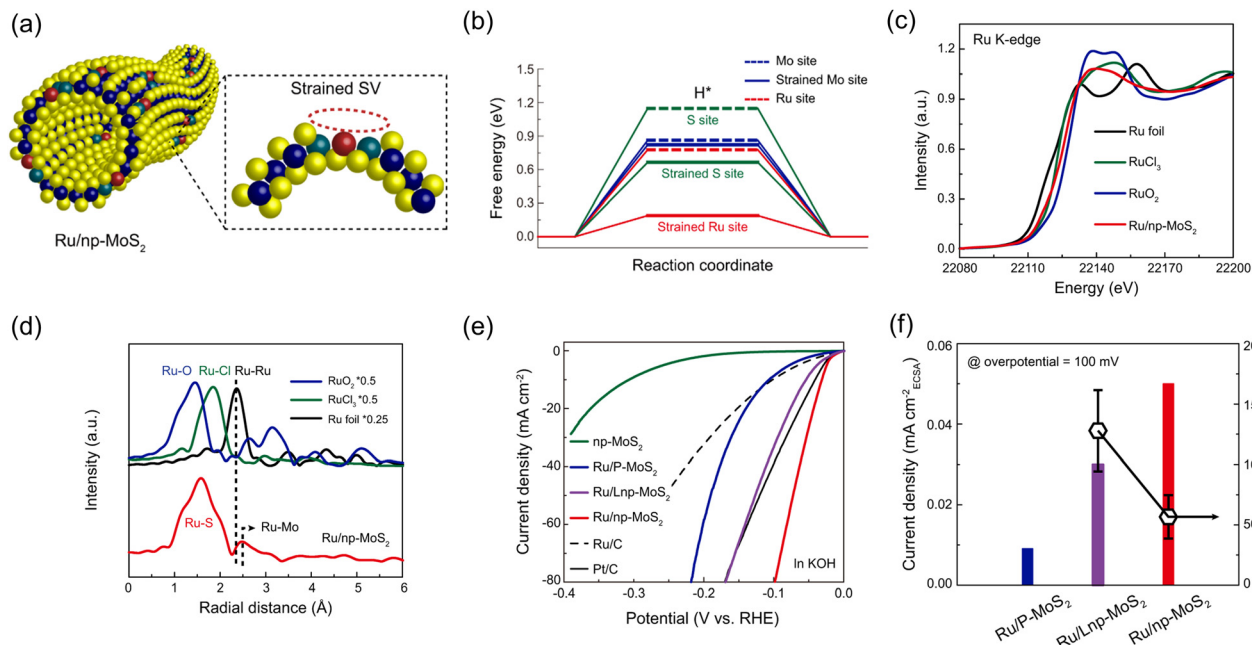 (a)
Strained SV
Ru/np-MoS₂
(b)
Free energy (eV)
1.5
1.2
0.9
0.6
0.3
0.0
Mo site
Strained Mo site
Ru site
H*
S site
Strained S site
Strained Ru site
Reaction coordinate
(c)
Ru K-edge
Intensity (a.u.)
1.2
0.9
0.6
0.3
0.0
Ru foil
RuCl₃
RuO₂
Ru/np-MoS₂
22080 22110 22140 22170 22200
Energy (eV)
(d)
Ru-O Ru-Cl Ru-Ru
RuO₂ *0.5
RuCl₃ *0.5
Ru foil *0.25
Intensity (a.u.)
Ru-S
Ru-Mo
Ru/np-MoS₂
0 1 2 3 4 5 6
Radial distance (Å)
(e)
Current density (mA cm⁻²)
0
-20
-40
-60
-80
np-MoS₂
Ru/P-MoS₂
Ru/Lnp-MoS₂
Ru/np-MoS₂
Ru/C
Pt/C
In KOH
-0.4 -0.3 -0.2 -0.1 0.0
Potential (V vs. RHE)
(f)
@ overpotential = 100 mV
Current density (mA cm⁻²ECSA)
0.06
0.04
0.02
0.00
Ru/P-MoS₂
Ru/Lnp-MoS₂
Ru/np-MoS₂